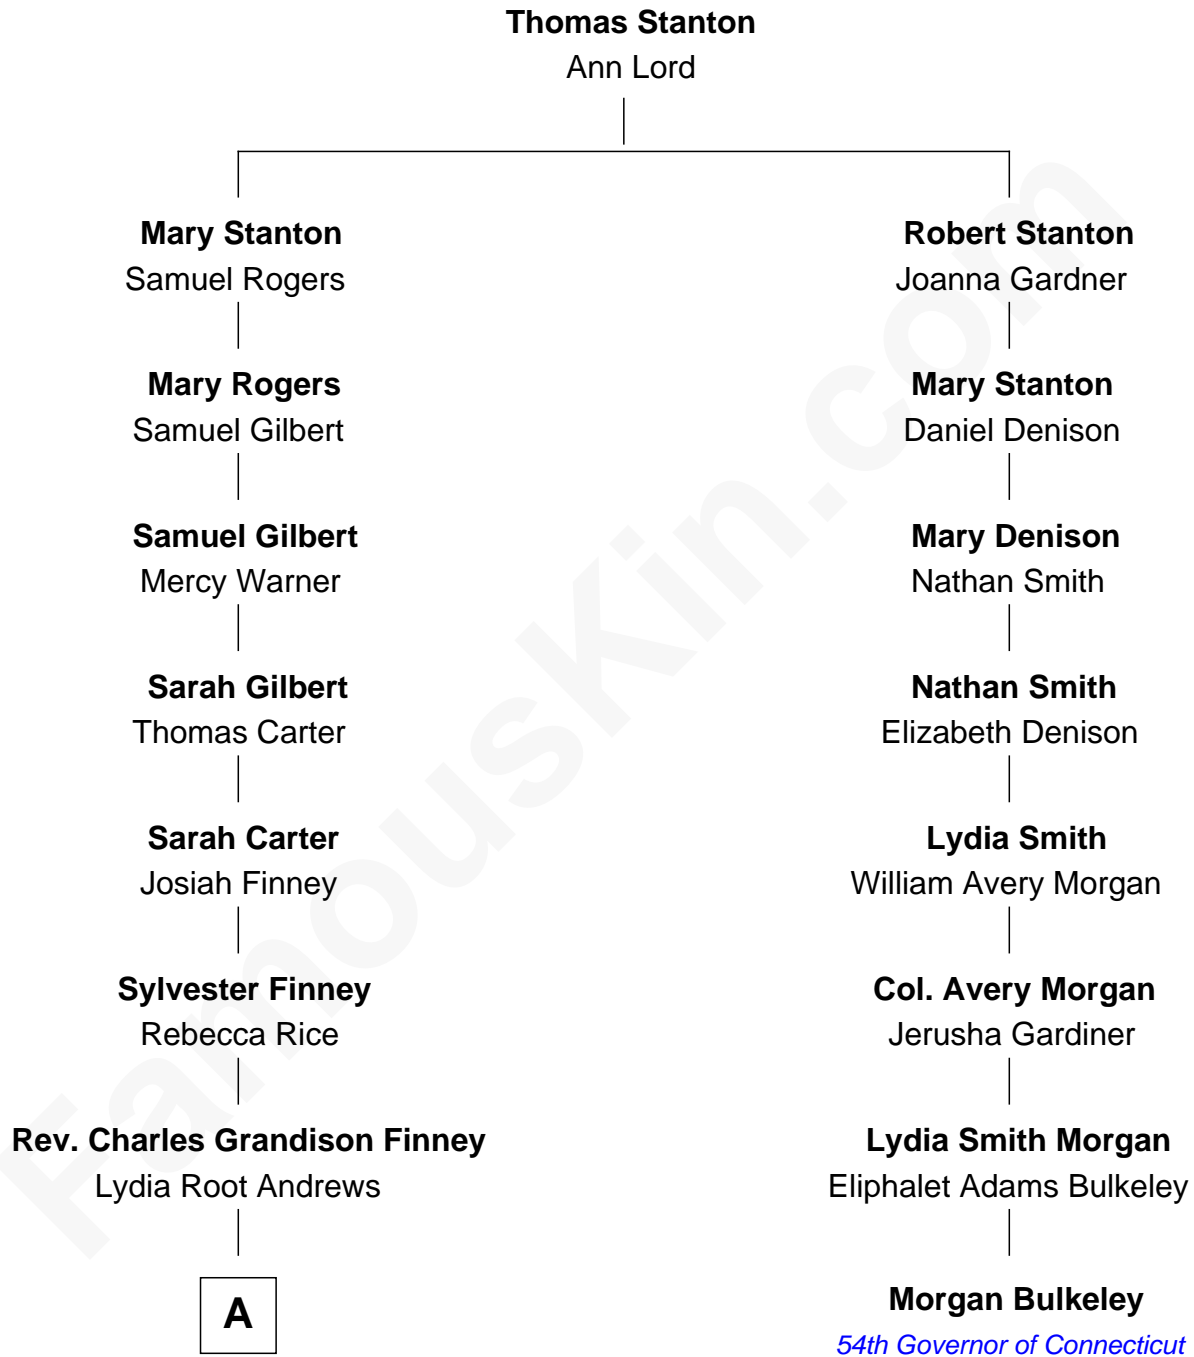 Thomas Stanton
Ann Lord
Mary Stanton
Samuel Rogers
Robert Stanton
Joanna Gardner
Mary Rogers
Samuel Gilbert
Mary Stanton
Daniel Denison
Samuel Gilbert
Mercy Warner
Mary Denison
Nathan Smith
Sarah Gilbert
Thomas Carter
Nathan Smith
Elizabeth Denison
Sarah Carter
Josiah Finney
Lydia Smith
William Avery Morgan
Sylvester Finney
Rebecca Rice
Col. Avery Morgan
Jerusha Gardiner
Rev. Charles Grandison Finney
Lydia Root Andrews
Lydia Smith Morgan
Eliphalet Adams Bulkeley
A
Morgan Bulkeley
54th Governor of Connecticut
FamousKin.com